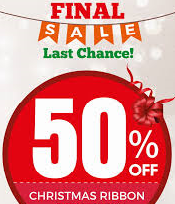 FINAL
SALE
Last Chance!
50% OFF
CHRISTMAS RIBBON